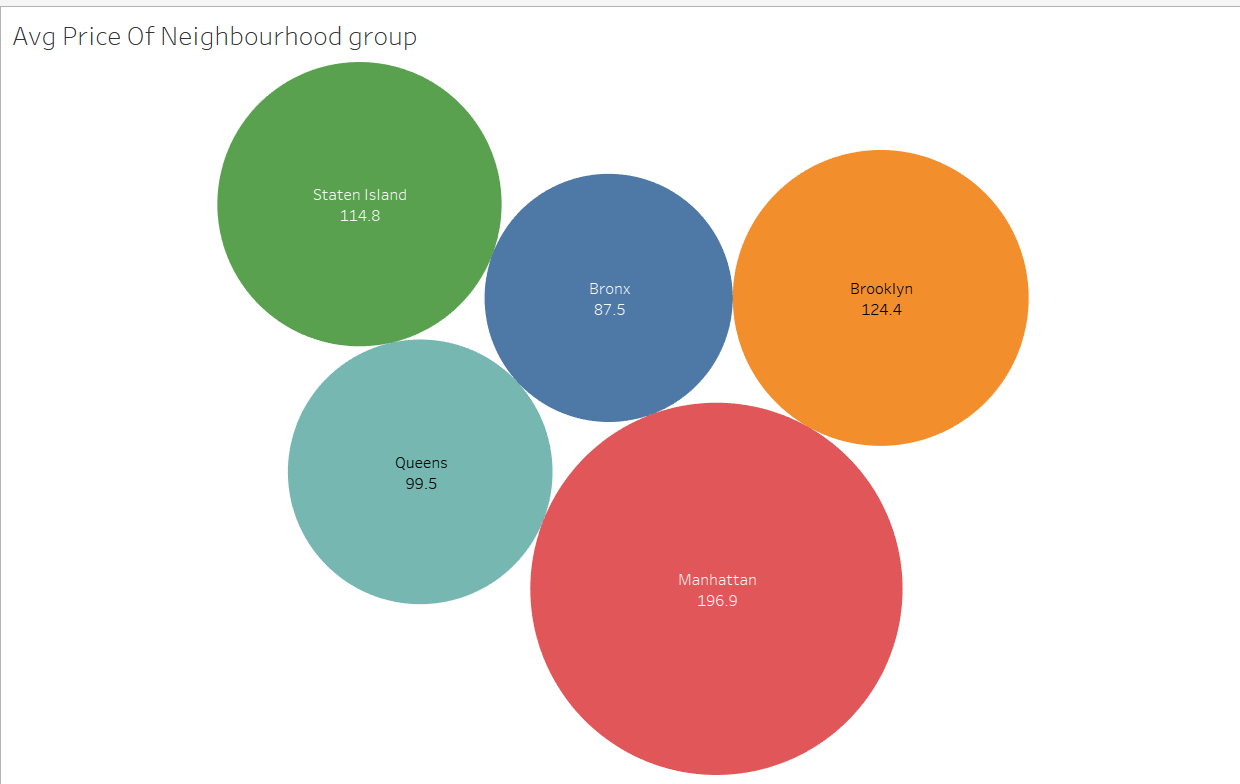 Avg Price Of Neighbourhood group
Staten Island
114.8
Bronx
87.5
Brooklyn
124.4
Queens
99.5
Manhattan
196.9